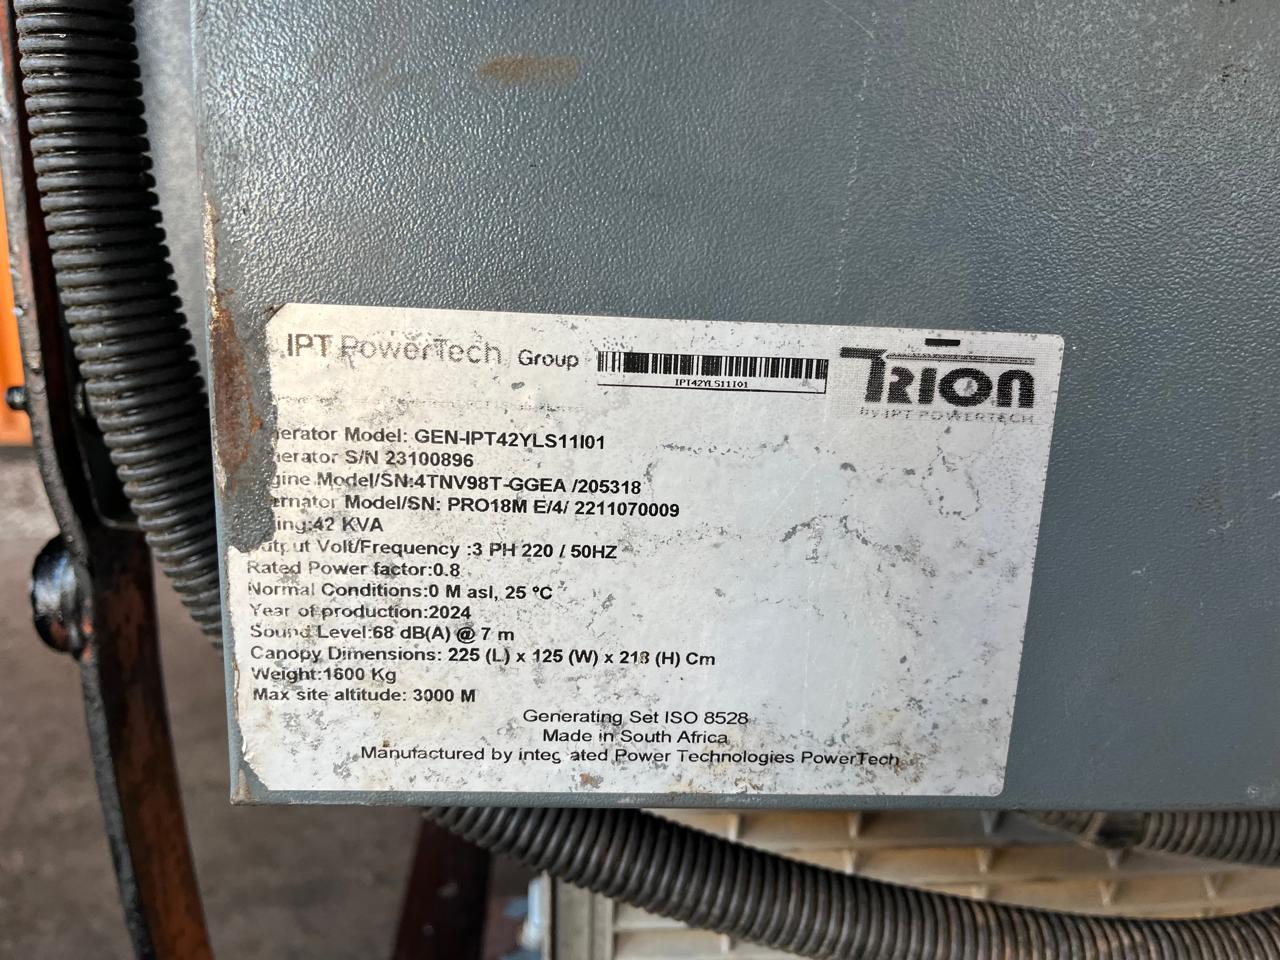 IPT PowerTech Group
IPT42YLS11I01
TRION
by IPT POWERTECH
erator Model: GEN-IPT42YLS11I01
erator S/N 23100896
gine Model/SN:4TNV98T-GGEA /205318
ernator Model/SN: PRO18M E/4/ 2211070009
ing:42 KVA
utput Volt/Frequency :3 PH 220 / 50HZ
Rated Power factor:0.8
Normal Conditions:0 M asl, 25 °C
Year of production:2024
Sound Level:68 dB(A) @ 7 m
Canopy Dimensions: 225 (L) x 125 (W) x 213 (H) Cm
Weight:1600 Kg
Max site altitude: 3000 M
Generating Set ISO 8528
Made in South Africa
Manufactured by integ ated Power Technologies PowerTech